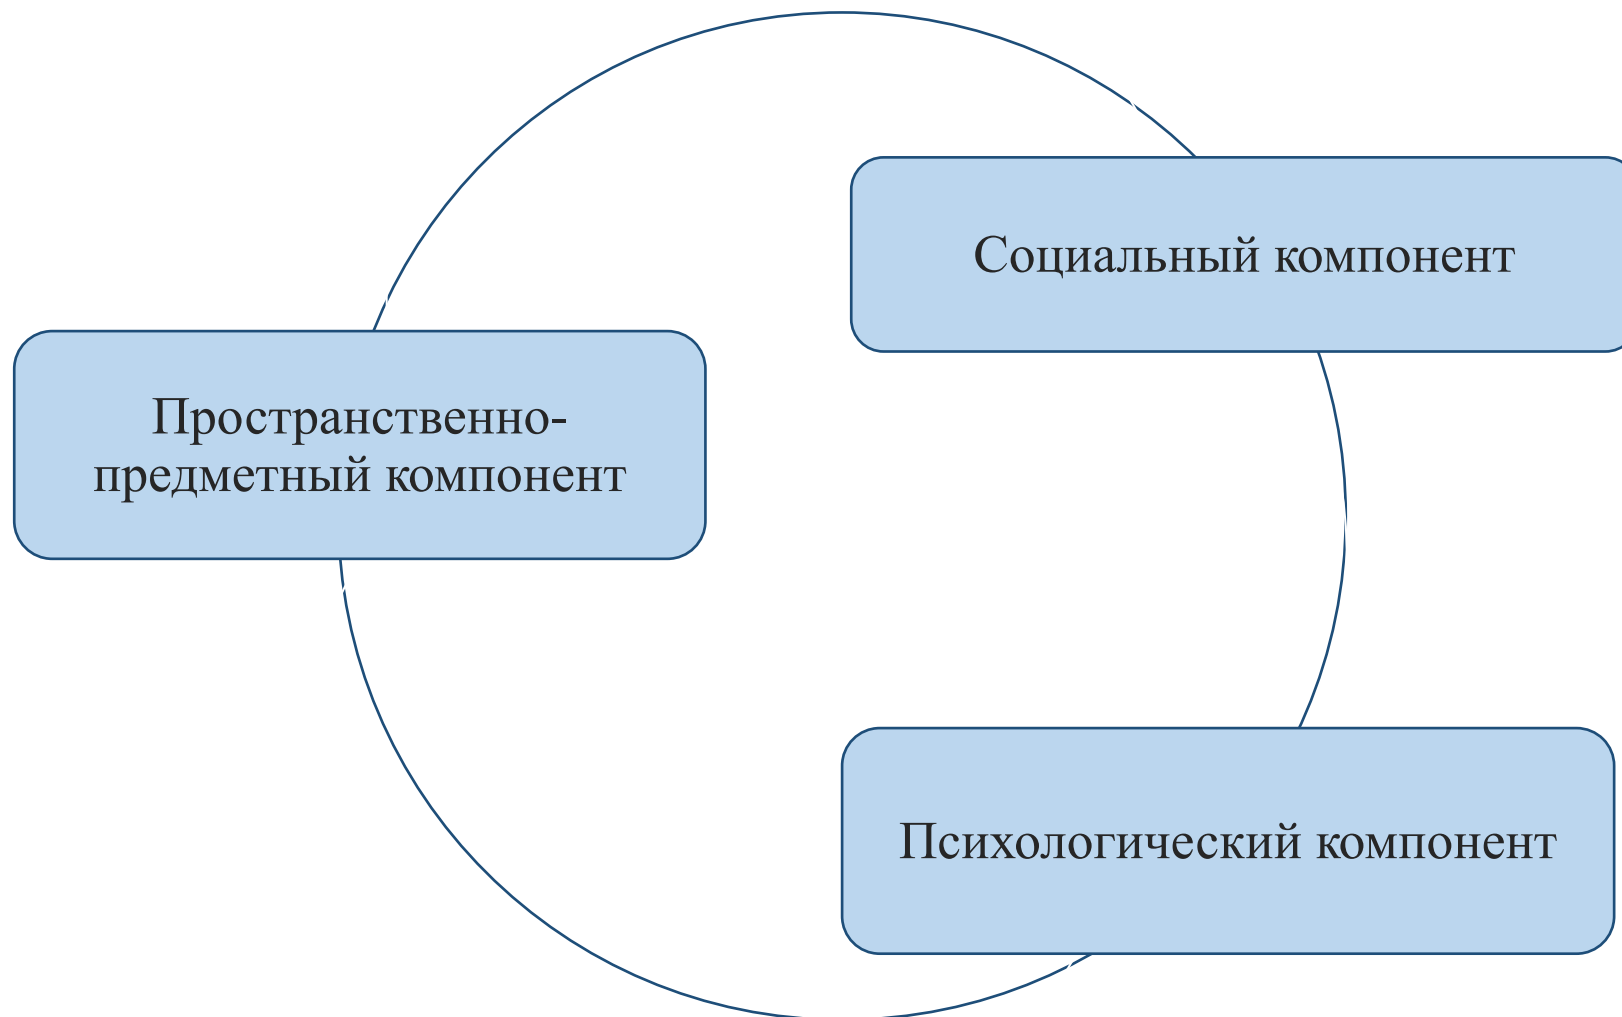 Социальный компонент
Пространственно-
предметный компонент
Психологический компонент